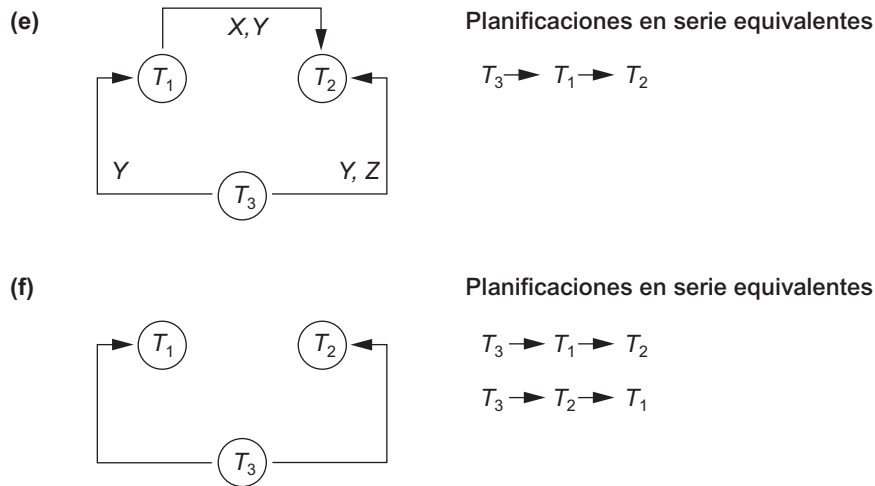 (e)
X, Y
T1
T2
Y
Y, Z
T3
Planificaciones en serie equivalentes
T3 → T1 → T2
(f)
T1
T2
T3
Planificaciones en serie equivalentes
T3 → T1 → T2
T3 → T2 → T1